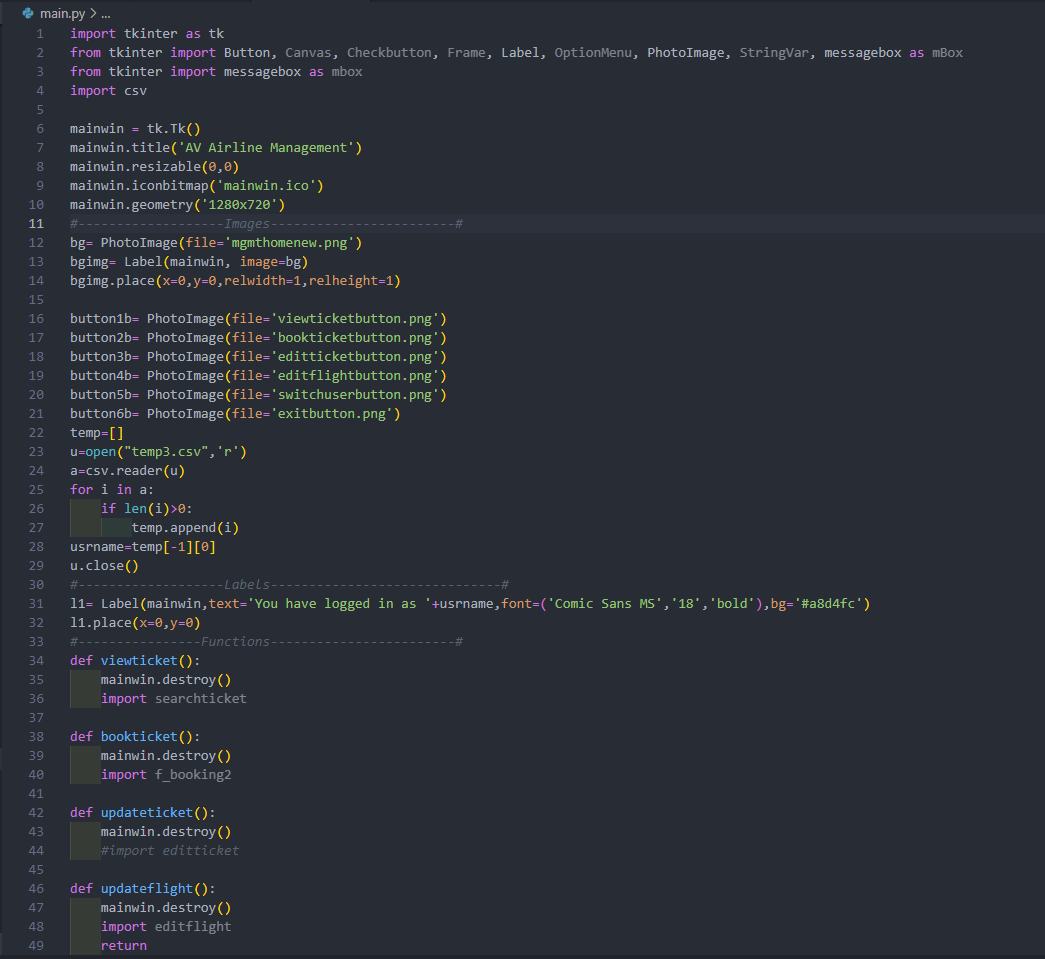 main.py > ...
1 import tkinter as tk
2 from tkinter import Button, Canvas, Checkbutton, Frame, Label, OptionMenu, PhotoImage, StringVar, messagebox as mBox
3 from tkinter import messagebox as mbox
4 import csv
5
6 mainwin = tk.Tk()
7 mainwin.title('AV Airline Management')
8 mainwin.resizable(0,0)
9 mainwin.iconbitmap('mainwin.ico')
10 mainwin.geometry('1280x720')
11 #-------------------Images------------------------#
12 bg= PhotoImage(file='mgmthomenew.png')
13 bgimg= Label(mainwin, image=bg)
14 bgimg.place(x=0,y=0,relwidth=1,relheight=1)
15
16 button1b= PhotoImage(file='viewticketbutton.png')
17 button2b= PhotoImage(file='bookticketbutton.png')
18 button3b= PhotoImage(file='editticketbutton.png')
19 button4b= PhotoImage(file='editflightbutton.png')
20 button5b= PhotoImage(file='switchuserbutton.png')
21 button6b= PhotoImage(file='exitbutton.png')
22 temp=[]
23 u=open("temp3.csv",'r')
24 a=csv.reader(u)
25 for i in a:
26     if len(i)>0:
27         temp.append(i)
28 usrname=temp[-1][0]
29 u.close()
30 #-------------------Labels------------------------------#
31 l1= Label(mainwin,text='You have logged in as '+usrname,font=('Comic Sans MS','18','bold'),bg='#a8d4fc')
32 l1.place(x=0,y=0)
33 #----------------Functions------------------------#
34 def viewticket():
35     mainwin.destroy()
36     import searchticket
37
38 def bookticket():
39     mainwin.destroy()
40     import f_booking2
41
42 def updateticket():
43     mainwin.destroy()
44     #import editticket
45
46 def updateflight():
47     mainwin.destroy()
48     import editflight
49     return